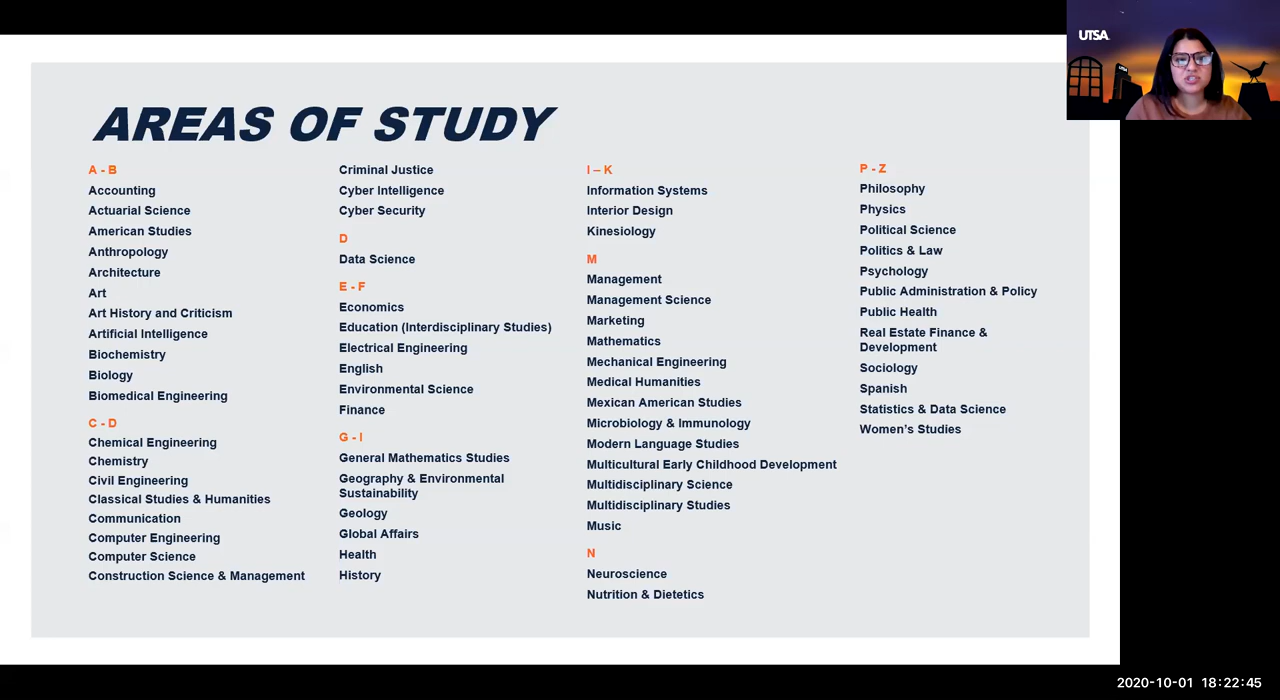 UTSA
AREAS OF STUDY
A - B
Accounting
Actuarial Science
American Studies
Anthropology
Architecture
Art
Art History and Criticism
Artificial Intelligence
Biochemistry
Biology
Biomedical Engineering
C - D
Chemical Engineering
Chemistry
Civil Engineering
Classical Studies & Humanities
Communication
Computer Engineering
Computer Science
Construction Science & Management
Criminal Justice
Cyber Intelligence
Cyber Security
D
Data Science
E - F
Economics
Education (Interdisciplinary Studies)
Electrical Engineering
English
Environmental Science
Finance
G - I
General Mathematics Studies
Geography & Environmental
Sustainability
Geology
Global Affairs
Health
History
I – K
Information Systems
Interior Design
Kinesiology
M
Management
Management Science
Marketing
Mathematics
Mechanical Engineering
Medical Humanities
Mexican American Studies
Microbiology & Immunology
Modern Language Studies
Multicultural Early Childhood Development
Multidisciplinary Science
Multidisciplinary Studies
Music
N
Neuroscience
Nutrition & Dietetics
P - Z
Philosophy
Physics
Political Science
Politics & Law
Psychology
Public Administration & Policy
Public Health
Real Estate Finance &
Development
Sociology
Spanish
Statistics & Data Science
Women's Studies
2020-10-01 18:22:45